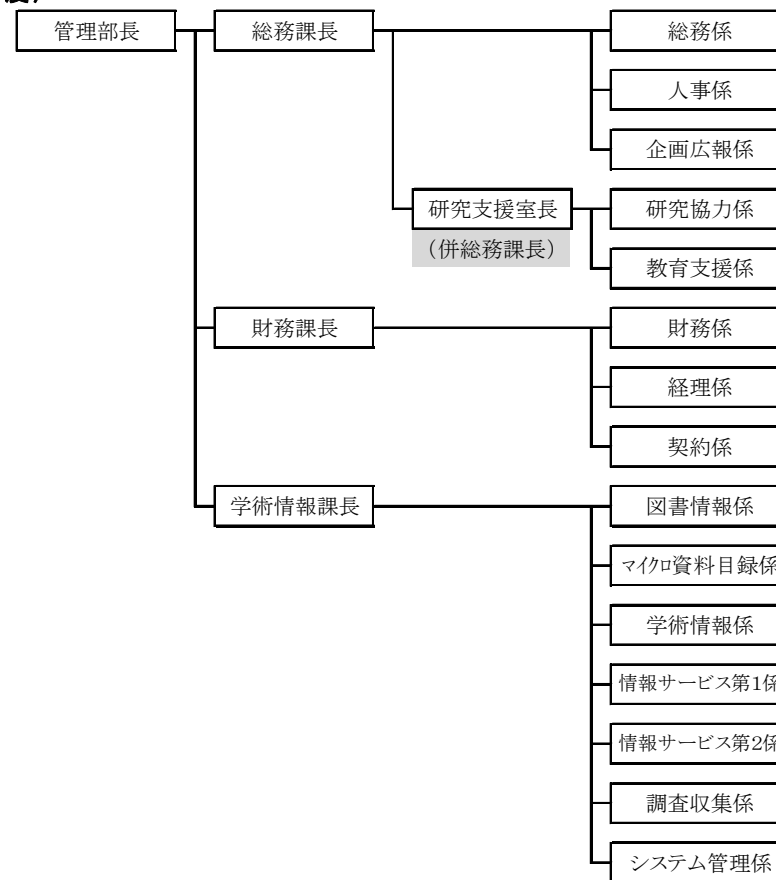 度）
管理部長
総務課長
総務係
人事係
企画広報係
研究支援室長
（併総務課長）
研究協力係
教育支援係
財務課長
財務係
経理係
契約係
学術情報課長
図書情報係
マイクロ資料目録係
学術情報係
情報サービス第1係
情報サービス第2係
調査収集係
システム管理係